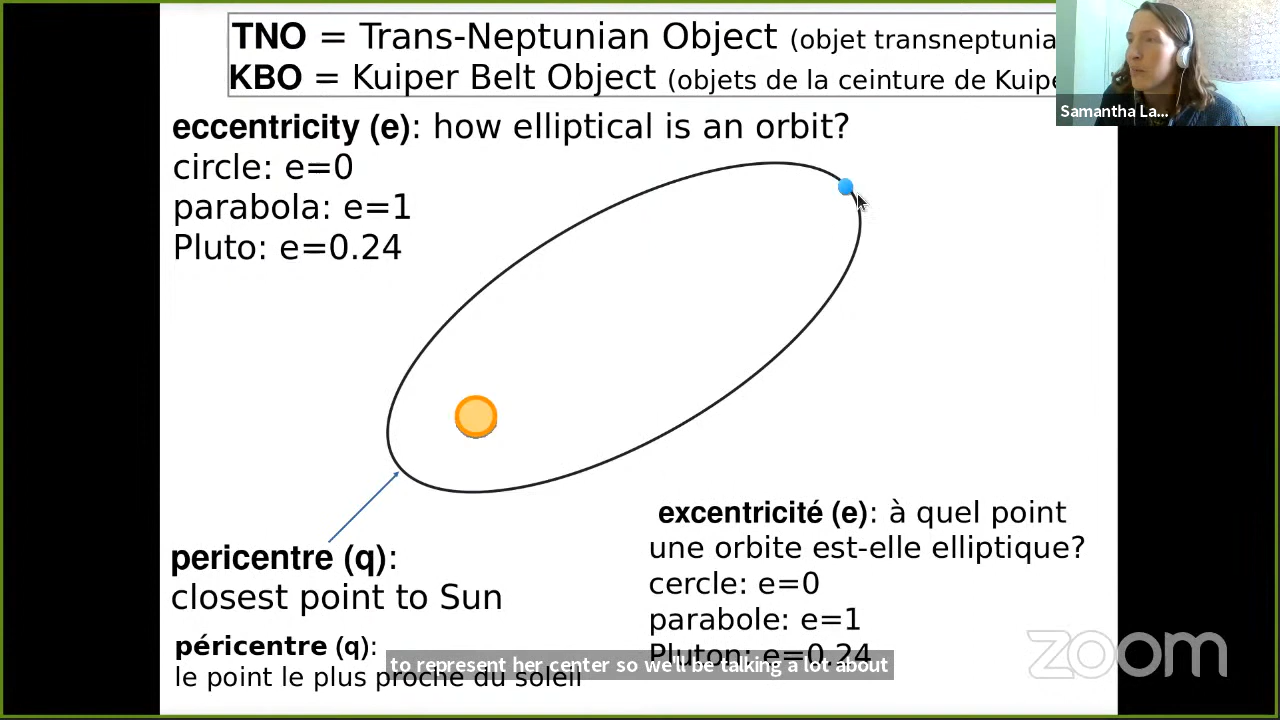 TNO = Trans-Neptunian Object (objet transneptunia
KBO = Kuiper Belt Object (objets de la ceinture de Kuipe
Samantha La...
eccentricity (e): how elliptical is an orbit?
circle: e=0
parabola: e=1
Pluto: e=0.24
pericentre (q):
closest point to Sun
péricentre (q):
le point le plus proche du soleil
excentricité (e): à quel point
une orbite est-elle elliptique?
cercle: e=0
parabole: e=1
Pluton: e=0.24
to represent her center so we'll be talking a lot about
zoom